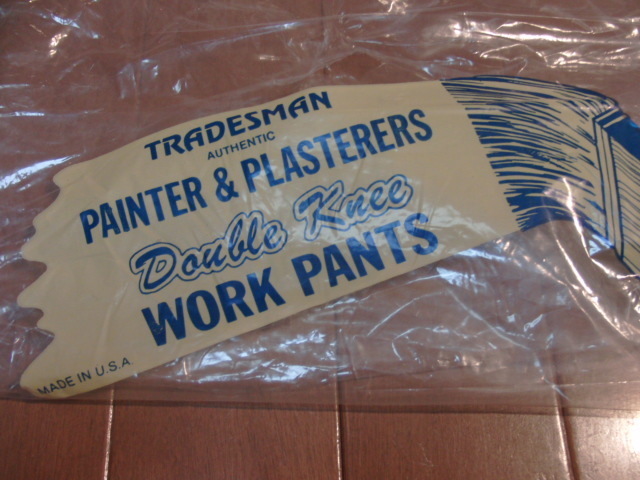 TRADESMAN
AUTHENTIC
PAINTER & PLASTERERS
Double Knee
WORK PANTS
MADE IN U.S.A.